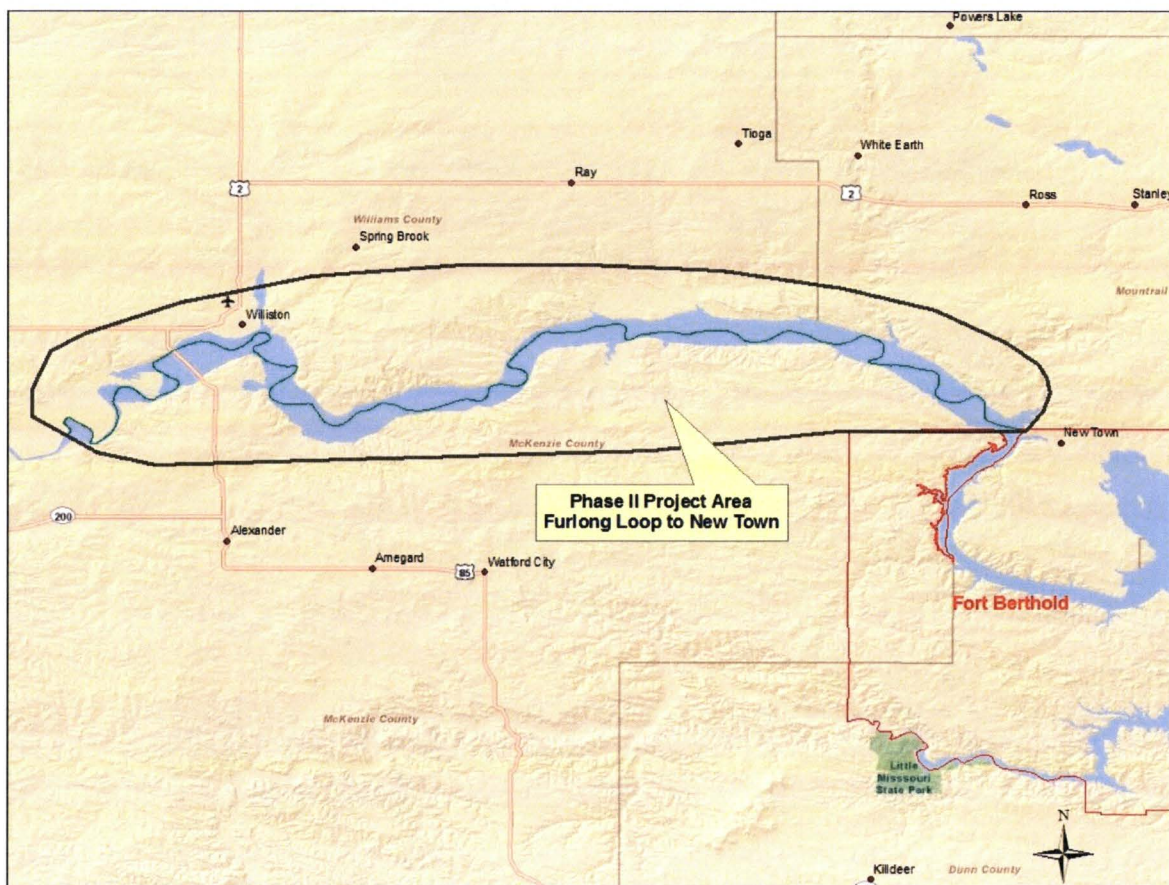 Powers Lake
Tioga
White Earth
Ray
2
2
Ross
Stanley
Williams County
Spring Brook
Mountrail
Williston
McKenzie County
New Town
Phase II Project Area
Furlong Loop to New Town
200
Alexander
Arnegard
85
Watford City
Fort Berthold
McKenzie County
Little
Misssouri
State Park
N
Killdeer
Dunn County